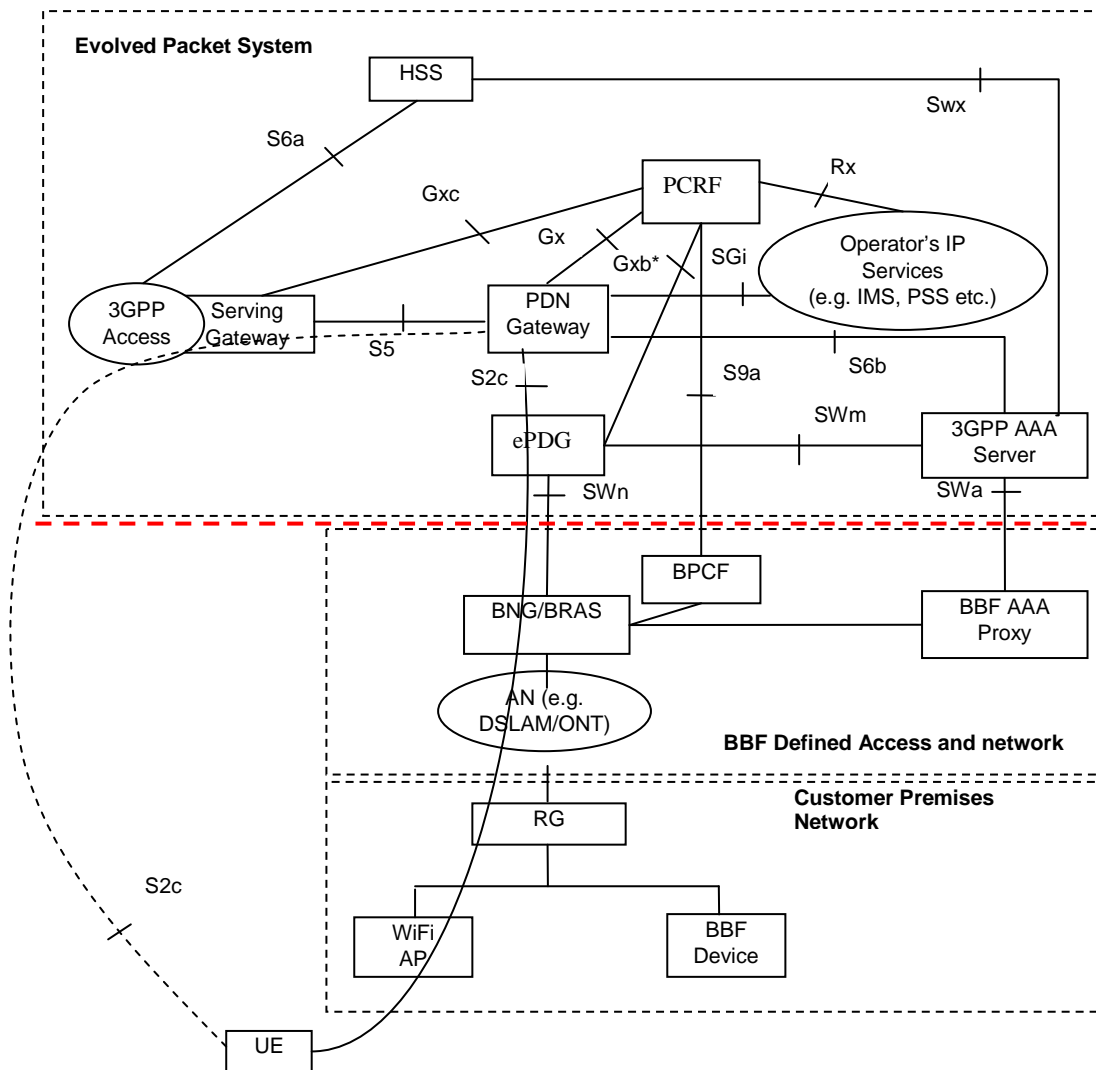 Evolved Packet System
HSS
Swx
S6a
PCRF
Rx
Gxc
Gx
Gxb*
SGi
Operator’s IP
Services
(e.g. IMS, PSS etc.)
3GPP
Access
Serving
Gateway
PDN
Gateway
S5
S2c
S9a
S6b
ePDG
SWm
3GPP AAA
Server
SWn
SWa
BPCF
BNG/BRAS
BBF AAA
Proxy
AN (e.g.
DSLAM/ONT)
BBF Defined Access and network
Customer Premises
Network
RG
S2c
WiFi
AP
BBF
Device
UE